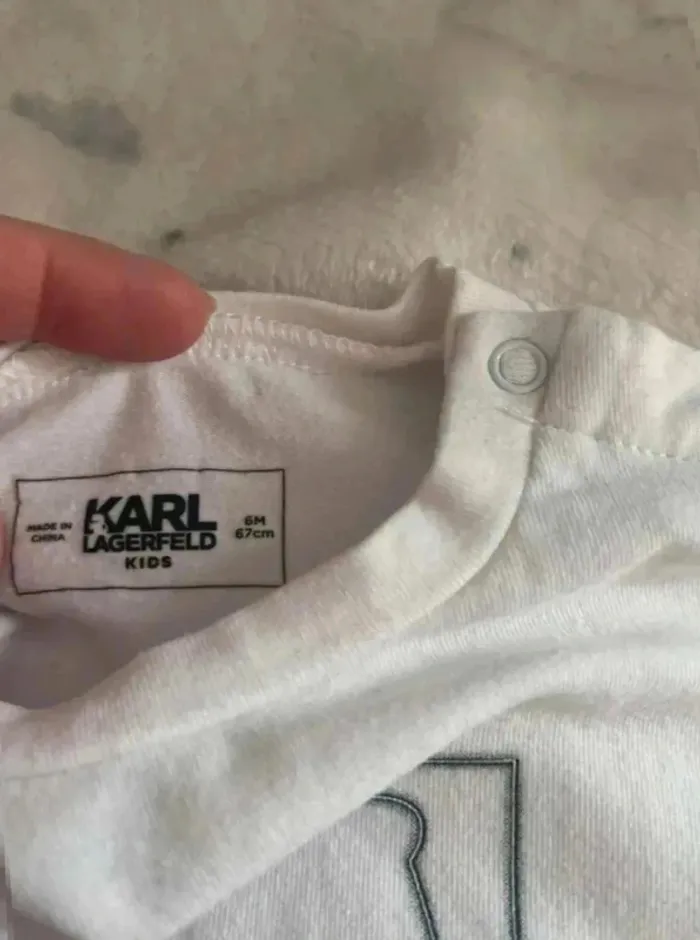 MADE IN
CHINA
KARL
LAGERFELD
KIDS
6M
67cm